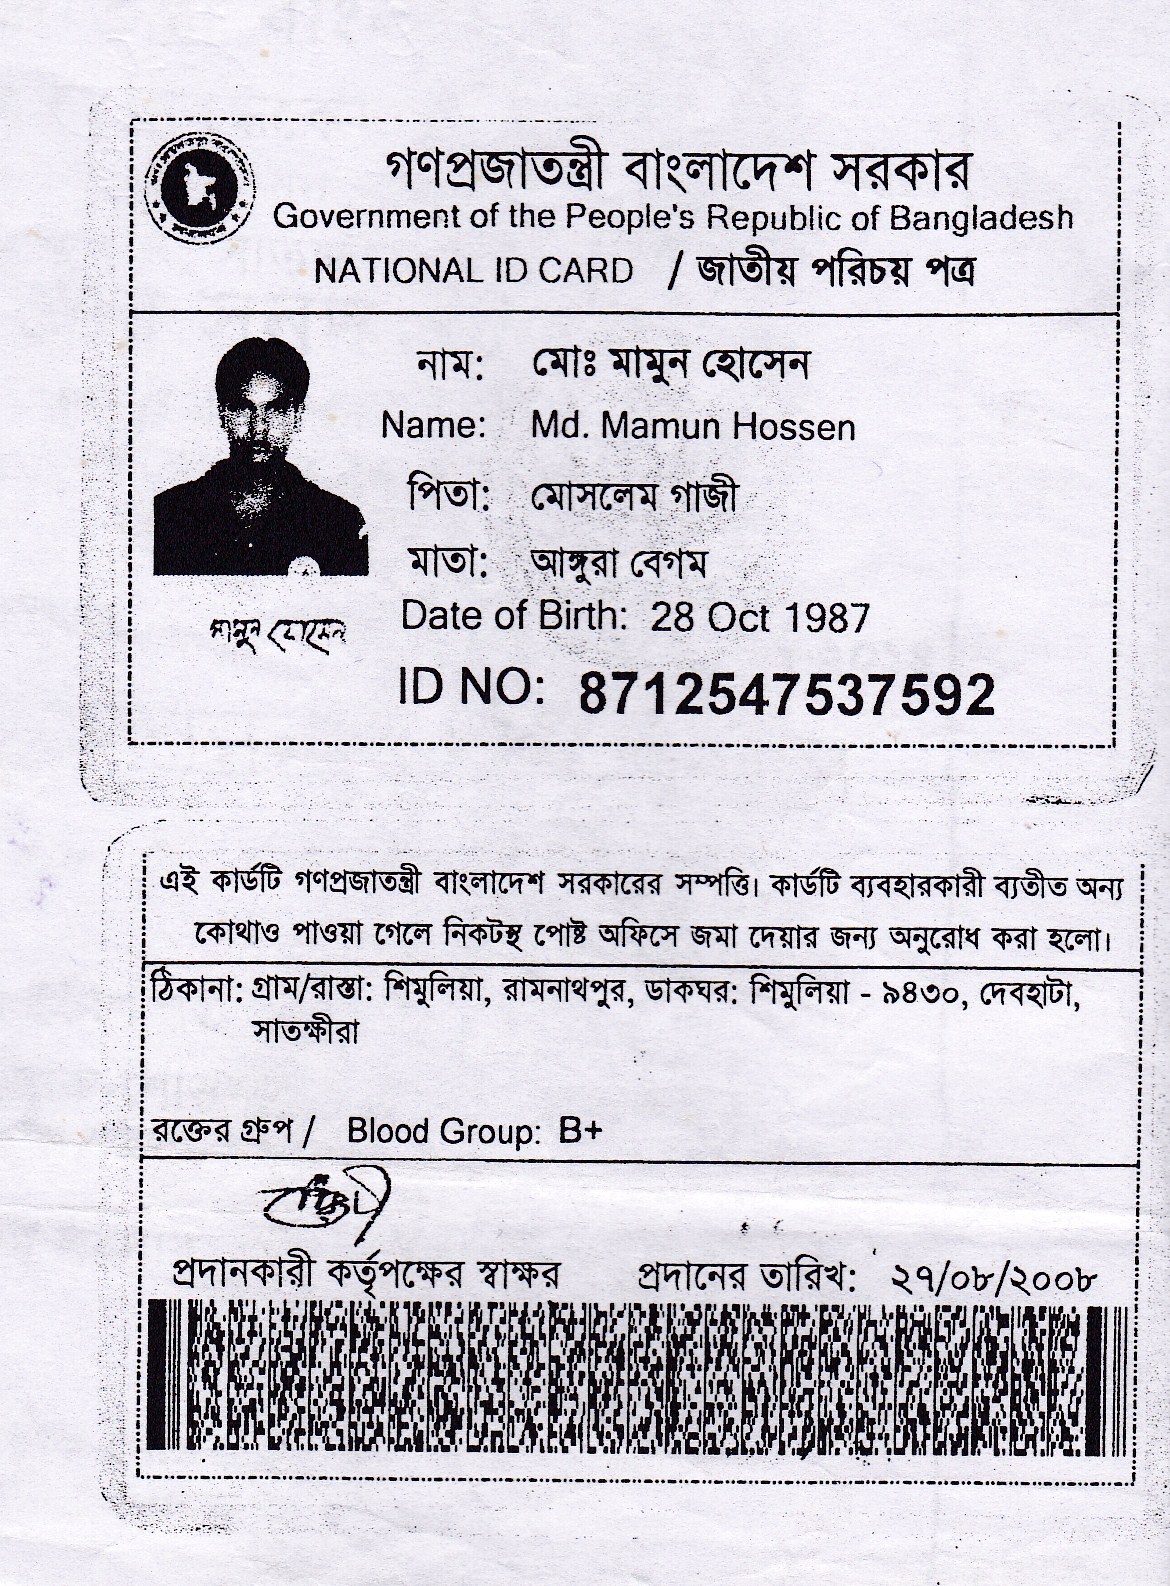 গণপ্রজাতন্ত্রী বাংলাদেশ সরকার
Government of the People's Republic of Bangladesh
NATIONAL ID CARD / জাতীয় পরিচয় পত্র
নাম: মোঃ মামুন হোসেন
Name: Md. Mamun Hossen
পিতা: মোসলেম গাজী
মাতা: আঙ্গুরা বেগম
মামুন হোসেন
Date of Birth: 28 Oct 1987
ID NO: 8712547537592
এই কার্ডটি গণপ্রজাতন্ত্রী বাংলাদেশ সরকারের সম্পত্তি। কার্ডটি ব্যবহারকারী ব্যতীত অন্য
কোথাও পাওয়া গেলে নিকটস্থ পোষ্ট অফিসে জমা দেয়ার জন্য অনুরোধ করা হলো।
ঠিকানা: গ্রাম/রাস্তা: শিমুলিয়া, রামনাথপুর, ডাকঘর: শিমুলিয়া - ৯৪৩০, দেবহাটা,
সাতক্ষীরা
রক্তের গ্রুপ / Blood Group: B+
প্রদানকারী কর্তৃপক্ষের স্বাক্ষর প্রদানের তারিখ: ২৭/০৮/২০০৮